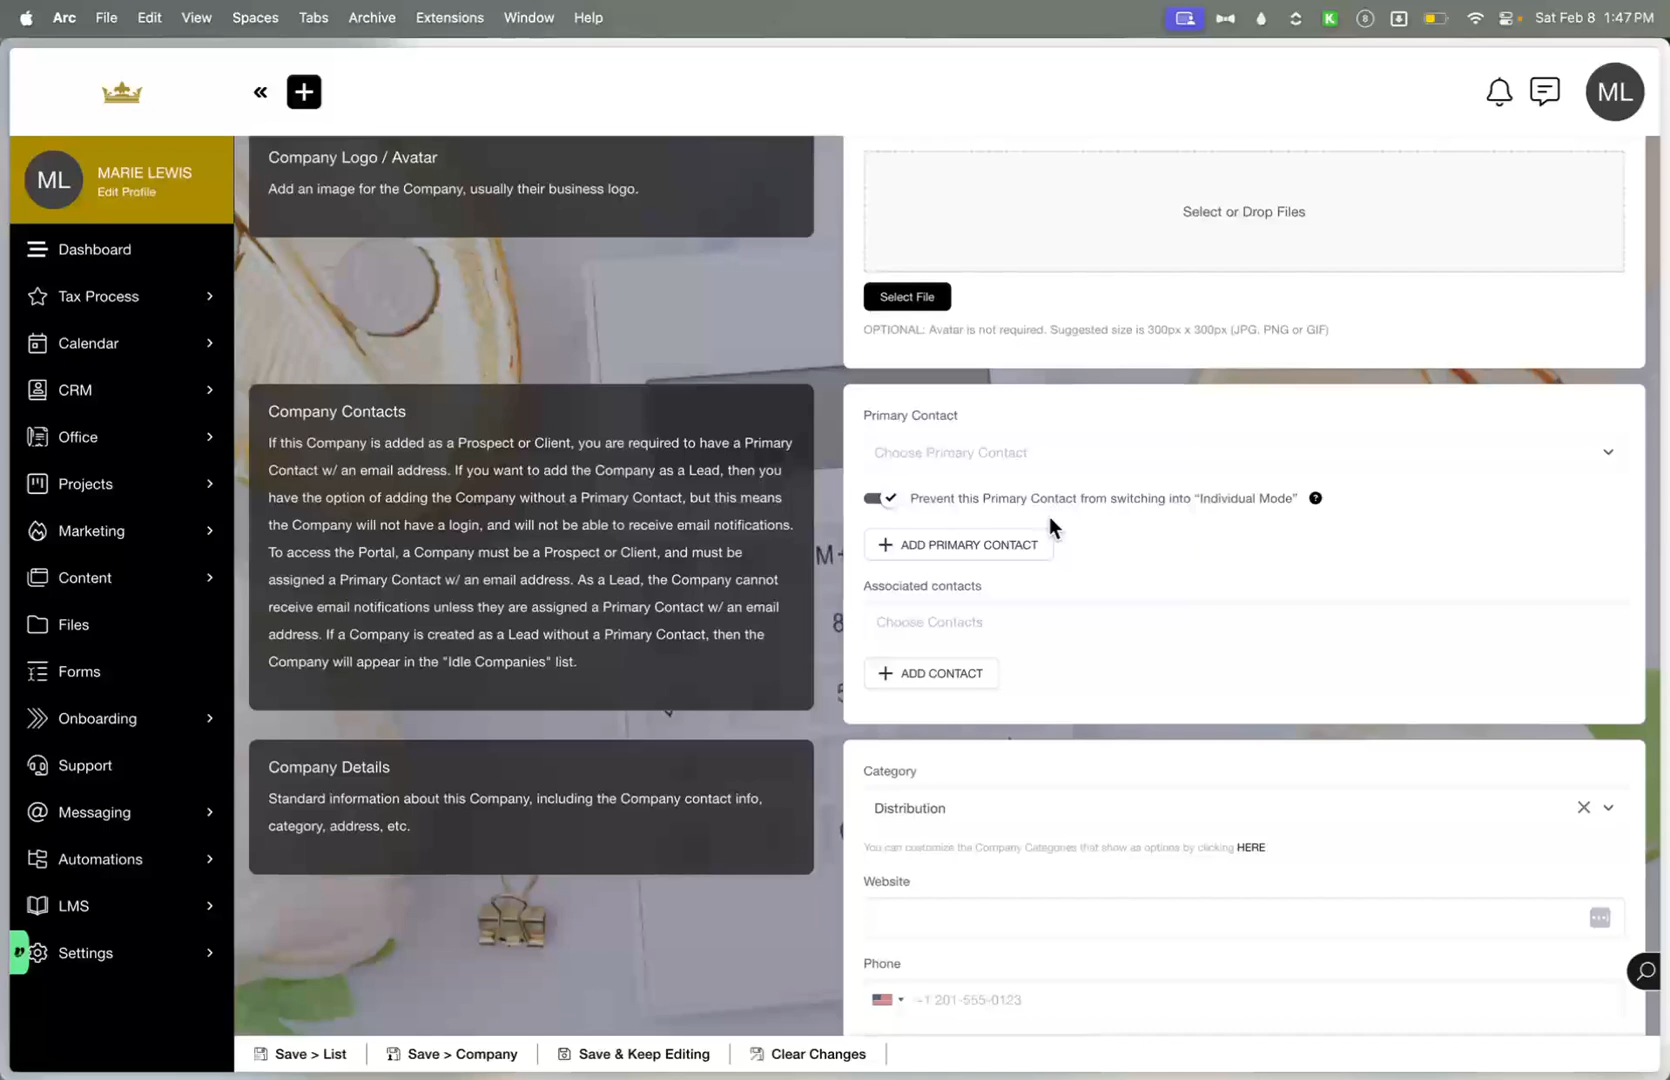 Arc File Edit View Spaces Tabs Archive Extensions Window Help
K 8 Sat Feb 8 1:47 PM
«
ML
ML
MARIE LEWIS
Edit Profile
Dashboard
Tax Process
Calendar
CRM
Office
Projects
Marketing
Content
Files
Forms
Onboarding
Support
Messaging
Automations
LMS
Settings
Company Logo / Avatar
Add an image for the Company, usually their business logo.
Select or Drop Files
Select File
OPTIONAL: Avatar is not required. Suggested size is 300px x 300px (JPG, PNG or GIF)
Company Contacts
If this Company is added as a Prospect or Client, you are required to have a Primary
Contact w/ an email address. If you want to add the Company as a Lead, then you
have the option of adding the Company without a Primary Contact, but this means
the Company will not have a login, and will not be able to receive email notifications.
To access the Portal, a Company must be a Prospect or Client, and must be
assigned a Primary Contact w/ an email address. As a Lead, the Company cannot
receive email notifications unless they are assigned a Primary Contact w/ an email
address. If a Company is created as a Lead without a Primary Contact, then the
Company will appear in the "Idle Companies" list.
M+
8
5
Primary Contact
Choose Primary Contact
Prevent this Primary Contact from switching into “Individual Mode” ?
+ ADD PRIMARY CONTACT
Associated contacts
Choose Contacts
+ ADD CONTACT
Company Details
Standard information about this Company, including the Company contact info,
category, address, etc.
Category
Distribution
You can customize the Company Categories that show as options by clicking HERE
Website
Phone
+1 201-555-0123
Save > List
Save > Company
Save & Keep Editing
Clear Changes